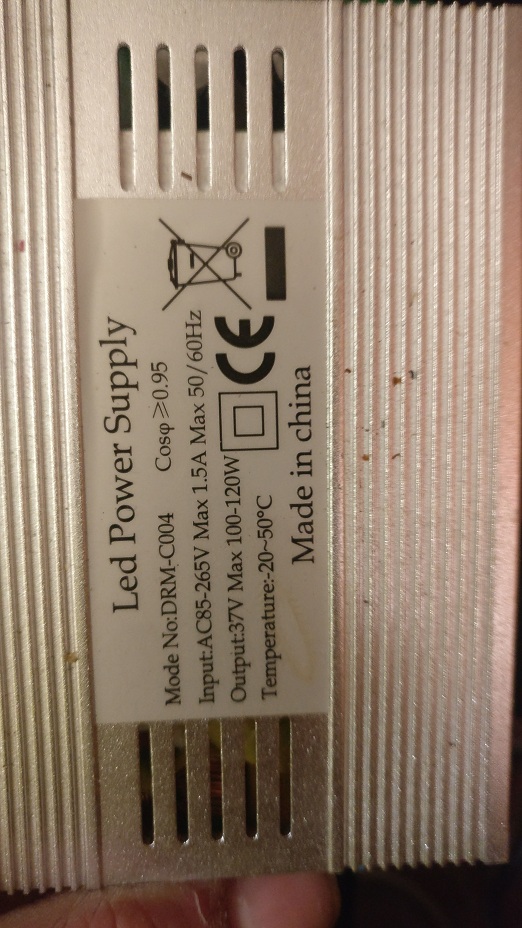 Led Power Supply
Mode No:DRM-C004 Cosφ≥0.95
Input:AC85-265V Max 1.5A Max 50/60Hz
Output:37V Max 100-120W
Temperature:-20~50°C
CE
Made in china